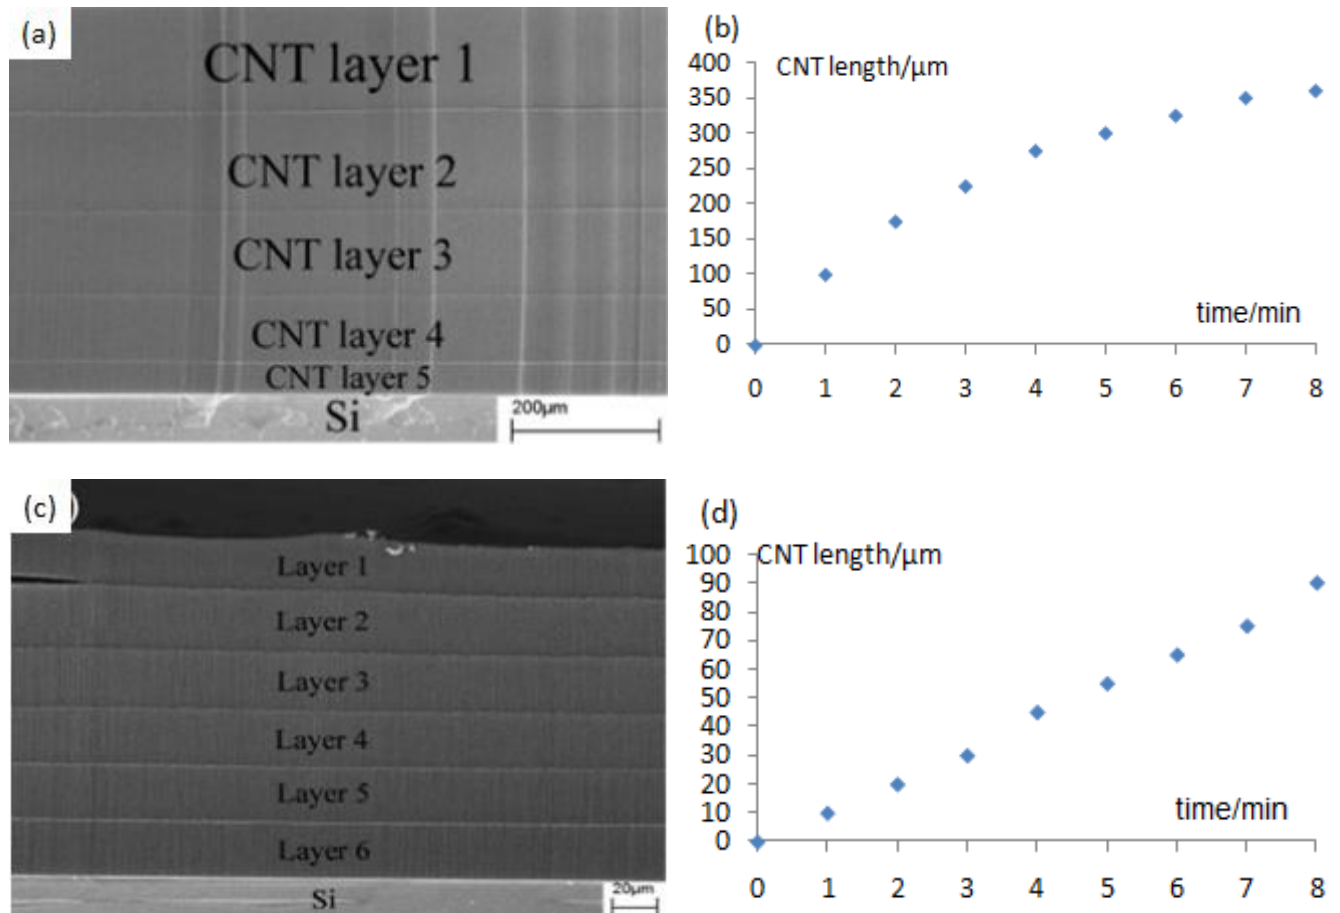 (a)
CNT layer 1
CNT layer 2
CNT layer 3
CNT layer 4
CNT layer 5
Si
200µm
(b)
CNT length/µm
400
350
300
250
200
150
100
50
0
time/min
0 1 2 3 4 5 6 7 8
(c)
Layer 1
Layer 2
Layer 3
Layer 4
Layer 5
Layer 6
Si
20µm
(d)
CNT length/µm
100
90
80
70
60
50
40
30
20
10
0
time/min
0 1 2 3 4 5 6 7 8